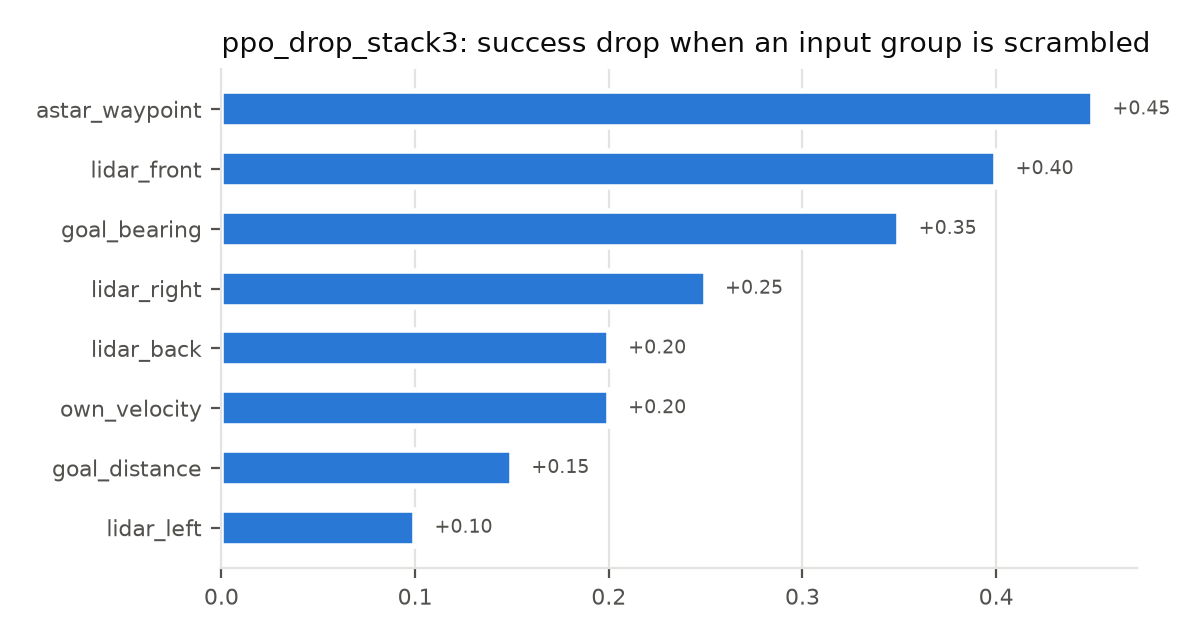 ppo_drop_stack3: success drop when an input group is scrambled
astar_waypoint +0.45
lidar_front +0.40
goal_bearing +0.35
lidar_right +0.25
lidar_back +0.20
own_velocity +0.20
goal_distance +0.15
lidar_left +0.10
0.0 0.1 0.2 0.3 0.4